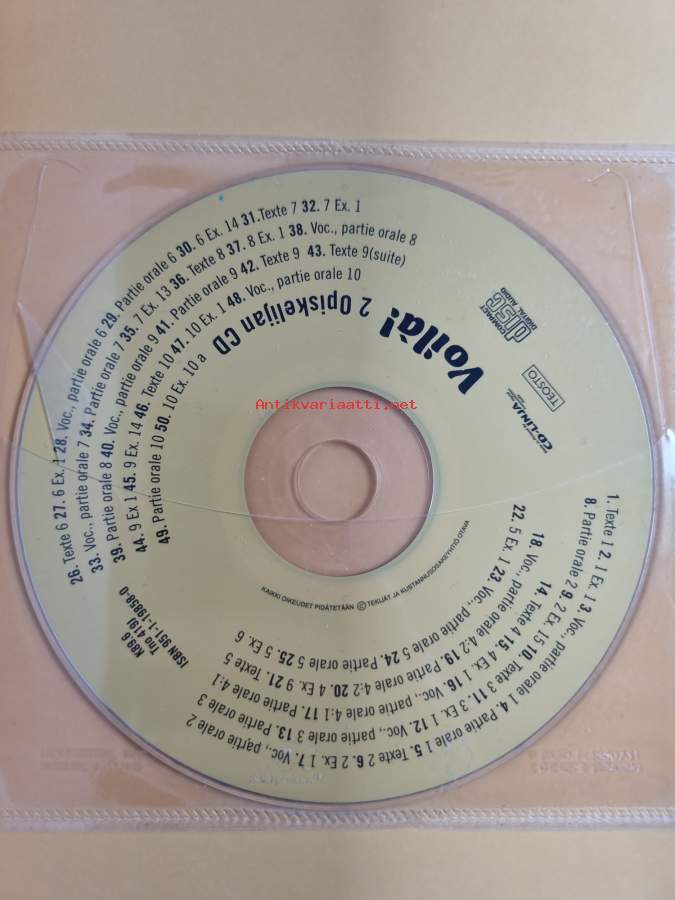 Voilà! 2 Opiskelijan CD
COMPACT
disc
DIGITAL AUDIO
TEOSTO
CD-LINJA
1. Texte 1 2. 1 Ex. 1 3. Voc., partie orale 1 4. Partie orale 1 5. Texte 2 6. 2 Ex. 1 7. Voc., partie orale 2
8. Partie orale 2 9. 2 Ex. 15 10. Texte 3 11. 3 Ex. 1 12. Voc., partie orale 3 13. Partie orale 3
14. Texte 4 15. 4 Ex. 1 16. Voc., partie orale 4:1 17. Partie orale 4:1
18. Voc., partie orale 4:2 19. Partie orale 4:2 20. 4 Ex. 9 21. Texte 5
22. 5 Ex. 1 23. Voc., partie orale 5 24. Partie orale 5 25. 5 Ex. 6
26. Texte 6 27. 6 Ex. 1 28. Voc., partie orale 6 29. Partie orale 6 30. 6 Ex. 14 31.Texte 7 32. 7 Ex. 1
33. Voc., partie orale 7 34. Partie orale 7 35. 7 Ex. 13 36. Texte 8 37. 8 Ex. 1 38. Voc., partie orale 8
39. Partie orale 8 40. Voc., partie orale 9 41. Partie orale 9 42. Texte 9 43. Texte 9(suite)
44. 9 Ex 1 45. 9 Ex. 14 46. Texte 10 47. 10 Ex. 1 48. Voc., partie orale 10
49. Partie orale 10 50. 10 Ex. 10 a
K89.6
Tno 419i
ISBN 951-1-19858-0
KAIKKI OIKEUDET PIDÄTETÄÄN © TEKIJÄT JA KUSTANNUSOSAKEYHTIÖ OTAVA
Antikvariaatti.net